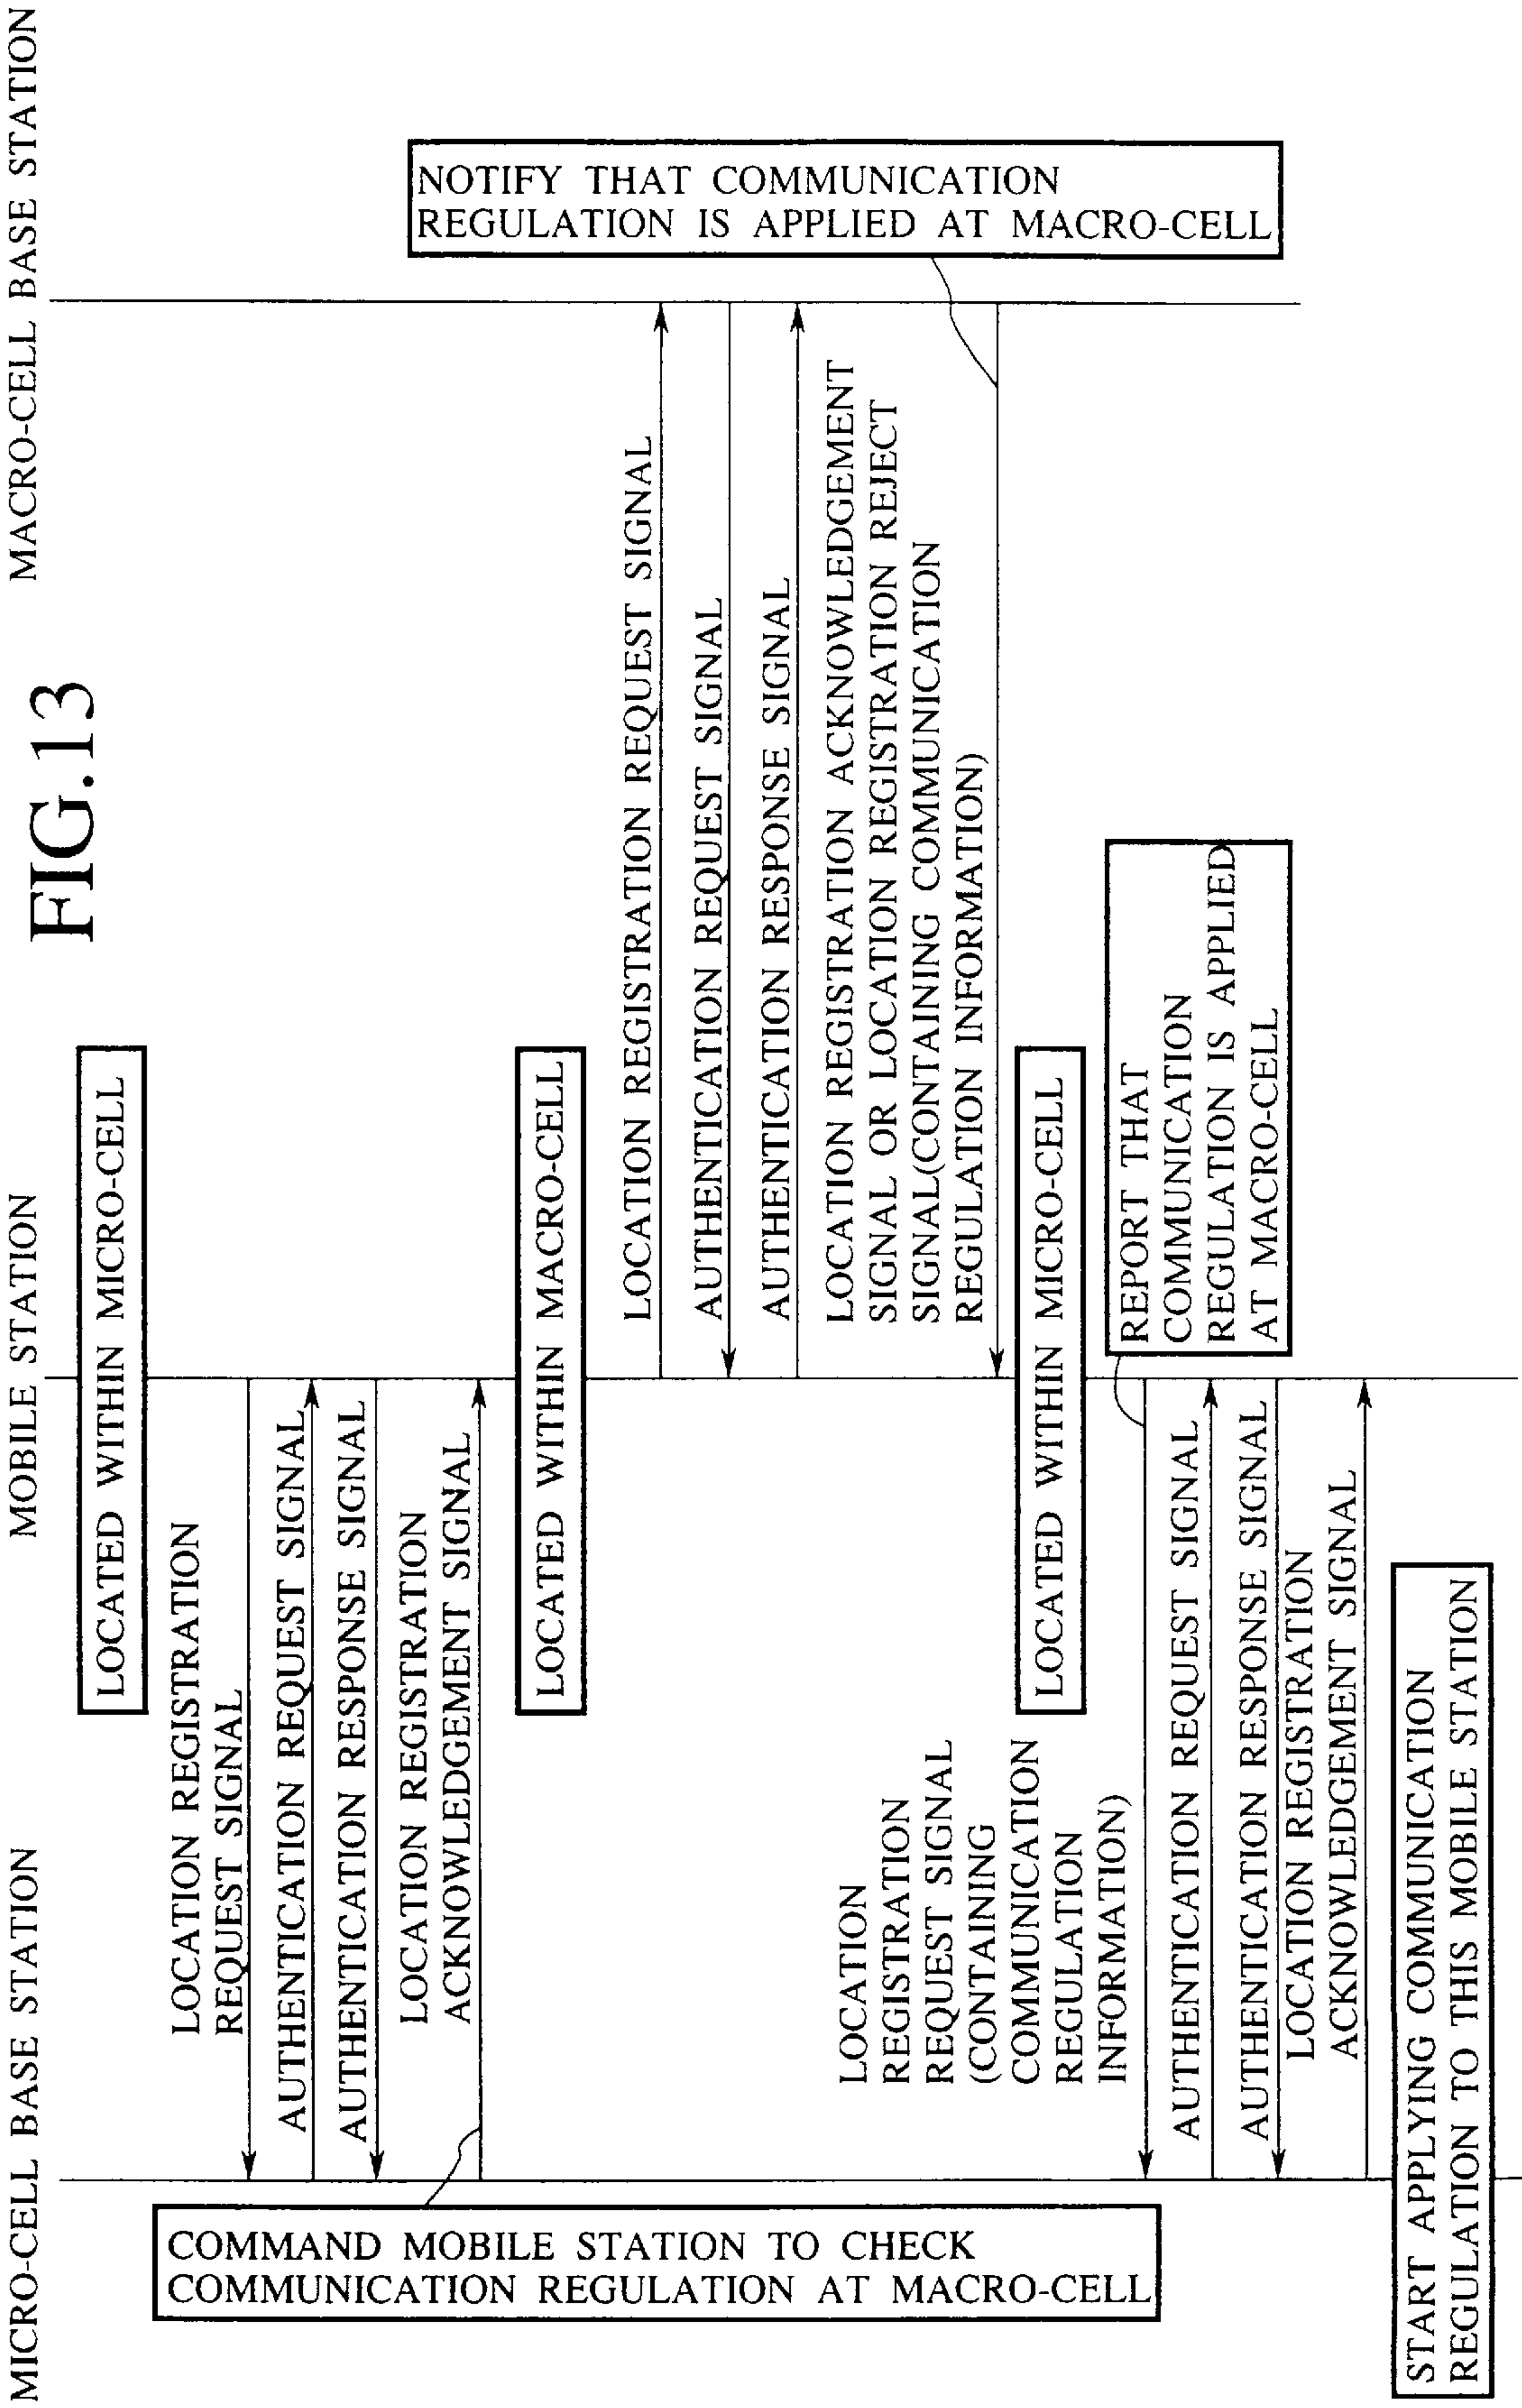 FIG.13
MICRO-CELL BASE STATION
MOBILE STATION
MACRO-CELL BASE STATION
LOCATED WITHIN MICRO-CELL
LOCATION REGISTRATION
REQUEST SIGNAL
AUTHENTICATION REQUEST SIGNAL
AUTHENTICATION RESPONSE SIGNAL
LOCATION REGISTRATION
ACKNOWLEDGEMENT SIGNAL
COMMAND MOBILE STATION TO CHECK
COMMUNICATION REGULATION AT MACRO-CELL
LOCATED WITHIN MACRO-CELL
LOCATION REGISTRATION REQUEST SIGNAL
AUTHENTICATION REQUEST SIGNAL
AUTHENTICATION RESPONSE SIGNAL
LOCATION REGISTRATION ACKNOWLEDGEMENT
SIGNAL OR LOCATION REGISTRATION REJECT
SIGNAL(CONTAINING COMMUNICATION
REGULATION INFORMATION)
NOTIFY THAT COMMUNICATION
REGULATION IS APPLIED AT MACRO-CELL
LOCATED WITHIN MICRO-CELL
LOCATION
REGISTRATION
REQUEST SIGNAL
(CONTAINING
COMMUNICATION
REGULATION
INFORMATION)
REPORT THAT
COMMUNICATION
REGULATION IS APPLIED
AT MACRO-CELL
AUTHENTICATION REQUEST SIGNAL
AUTHENTICATION RESPONSE SIGNAL
LOCATION REGISTRATION
ACKNOWLEDGEMENT SIGNAL
START APPLYING COMMUNICATION
REGULATION TO THIS MOBILE STATION